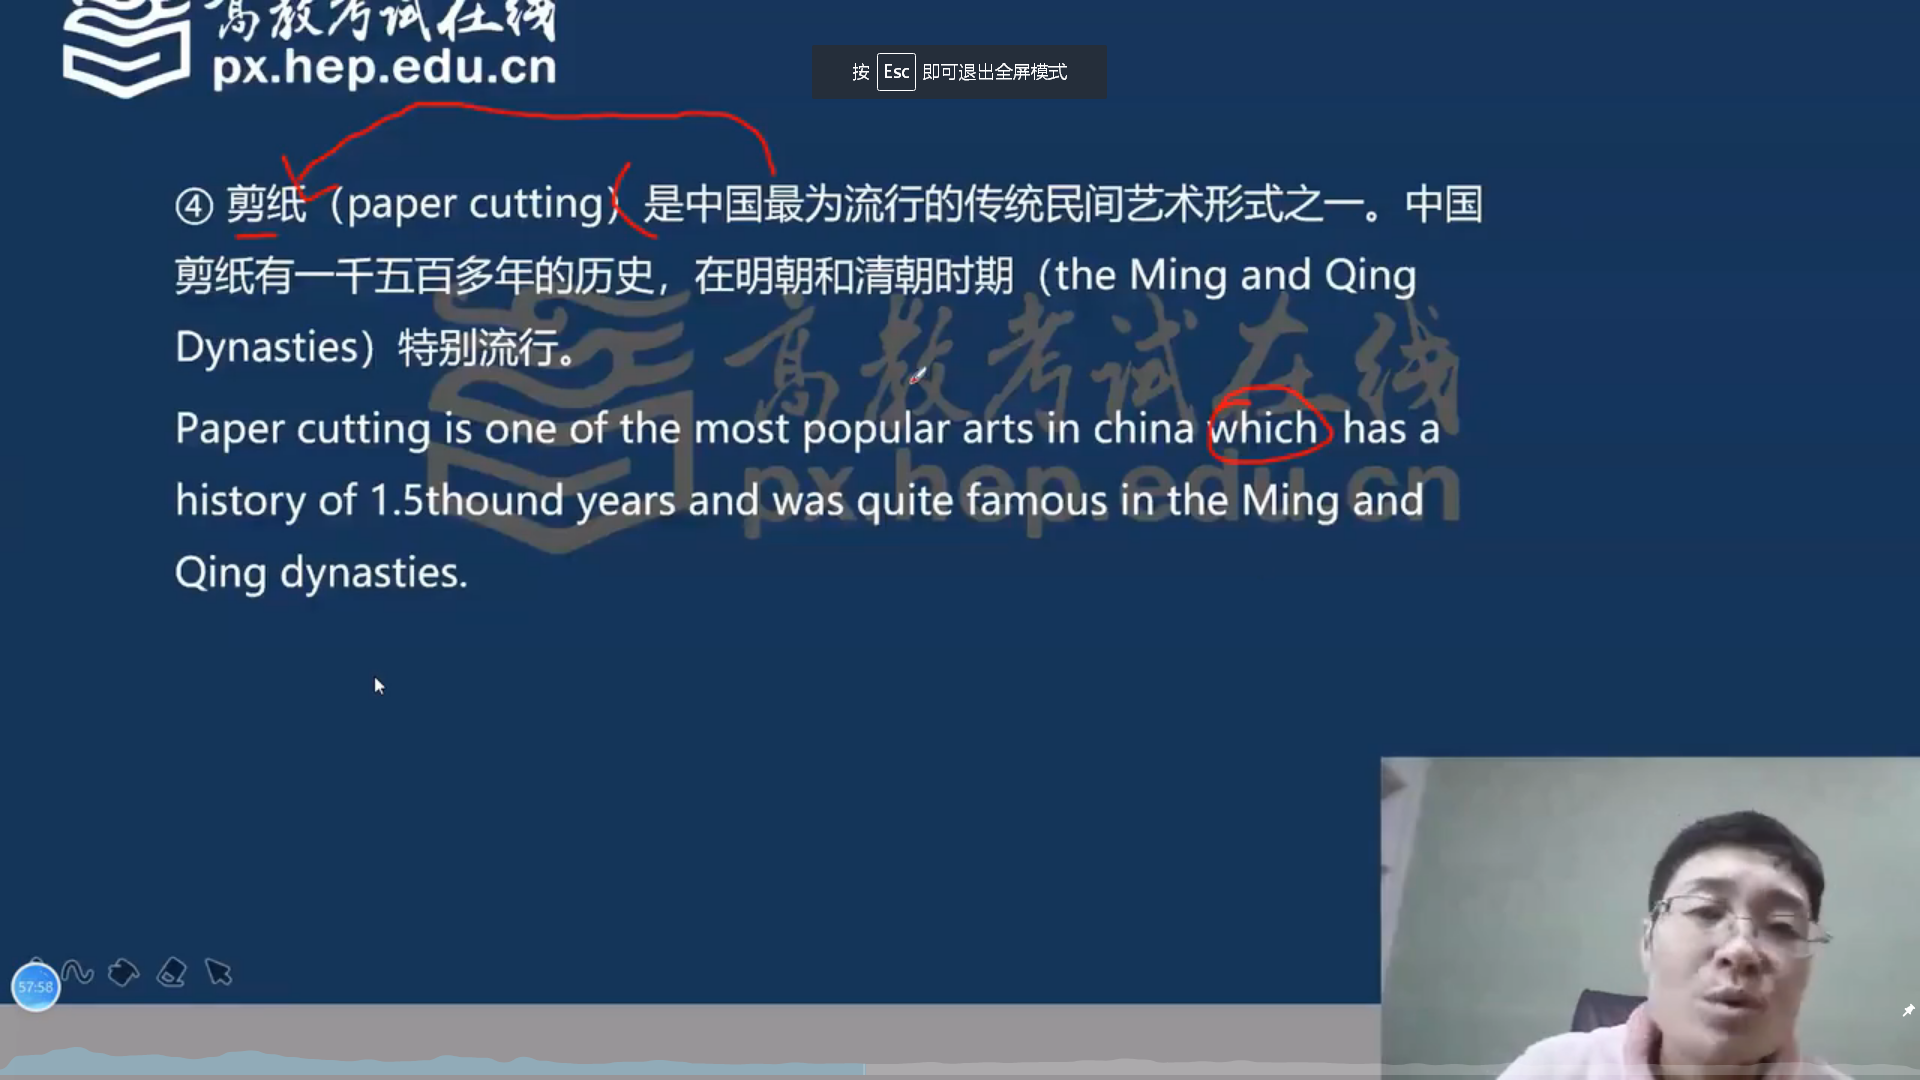 高教考试在线
px.hep.edu.cn
按 Esc 即可退出全屏模式
④ 剪纸（paper cutting）是中国最为流行的传统民间艺术形式之一。中国
剪纸有一千五百多年的历史，在明朝和清朝时期（the Ming and Qing
Dynasties）特别流行。
高教考试在线
Paper cutting is one of the most popular arts in china which has a
px.hep.edu.cn
history of 1.5thound years and was quite famous in the Ming and
Qing dynasties.
57:58